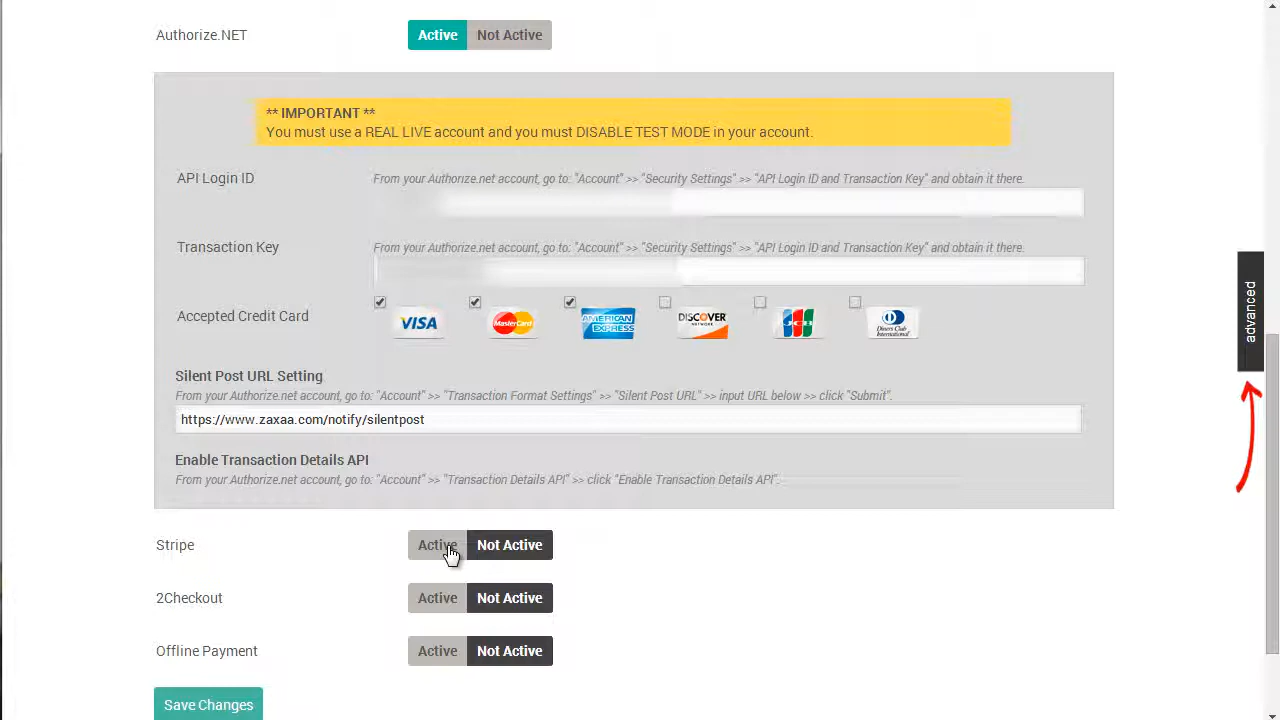 Authorize.NET
Active Not Active
** IMPORTANT **
You must use a REAL LIVE account and you must DISABLE TEST MODE in your account.
API Login ID
From your Authorize.net account, go to: "Account" >> "Security Settings" >> "API Login ID and Transaction Key" and obtain it there.
Transaction Key
From your Authorize.net account, go to: "Account" >> "Security Settings" >> "API Login ID and Transaction Key" and obtain it there.
Accepted Credit Card
VISA
MasterCard
AMERICAN EXPRESS
DISCOVER NETWORK
JCB
Diners Club International
Silent Post URL Setting
From your Authorize.net account, go to: "Account" >> "Transaction Format settings" >> "Silent Post URL" >> input URL below >> click "Submit".
https://www.zaxaa.com/notify/silentpost
Enable Transaction Details API
From your Authorize.net account, go to: "Account" >> "Transaction Details API" >> click "Enable Transaction Details API".
Stripe
Active Not Active
2Checkout
Active Not Active
Offline Payment
Active Not Active
Save Changes
advanced